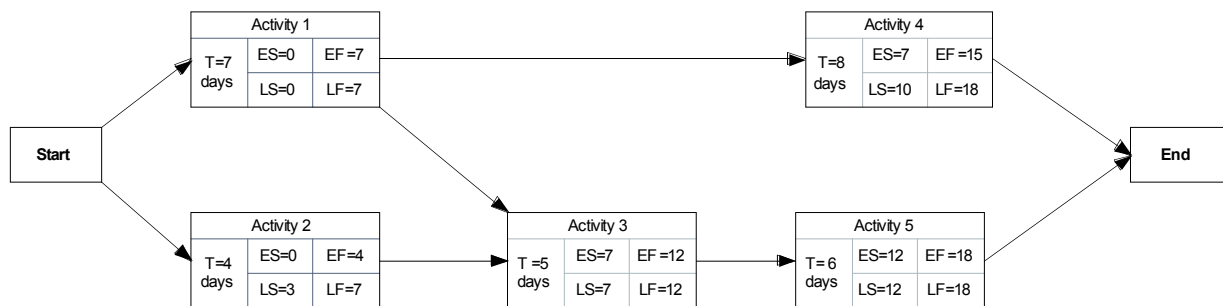 Activity 1
T=7 days
ES=0
EF=7
LS=0
LF=7
Activity 4
T=8 days
ES=7
EF=15
LS=10
LF=18
Start
End
Activity 2
T=4 days
ES=0
EF=4
LS=3
LF=7
Activity 3
T=5 days
ES=7
EF=12
LS=7
LF=12
Activity 5
T=6 days
ES=12
EF=18
LS=12
LF=18